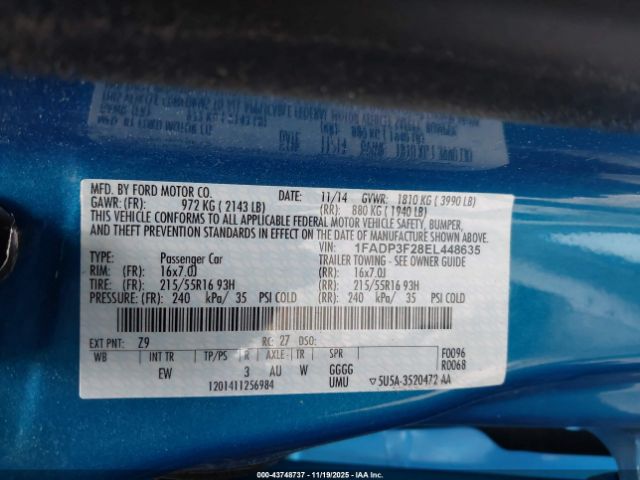 MFD. BY FORD MOTOR CO.
DATE: 11/14 GVWR: 1810 KG ( 3990 LB)
GAWR: (FR): 972 KG ( 2143 LB) (RR): 880 KG ( 1940 LB)
THIS VEHICLE CONFORMS TO ALL APPLICABLE FEDERAL MOTOR VEHICLE SAFETY, BUMPER,
AND THEFT PREVENTION STANDARDS IN EFFECT ON THE DATE OF MANUFACTURE SHOWN ABOVE.
VIN: 1FADP3F28EL448635
TYPE: Passenger Car TRAILER TOWING - SEE OWNER GUIDE
RIM: (FR): 16x7.0J (RR): 16x7.0J
TIRE: (FR): 215/55R16 93H (RR): 215/55R16 93H
PRESSURE: (FR): 240 kPa/ 35 PSI COLD (RR): 240 kPa/ 35 PSI COLD
EXT PNT: Z9 RC: 27 DSO: F0096
WB INT TR TP/PS R AXLE TR SPR R0068
EW 3 AU W GGGG
1201411256984 UMU 5U5A-3520472 AA
© 43748737 - 11/19/2025 - IAA